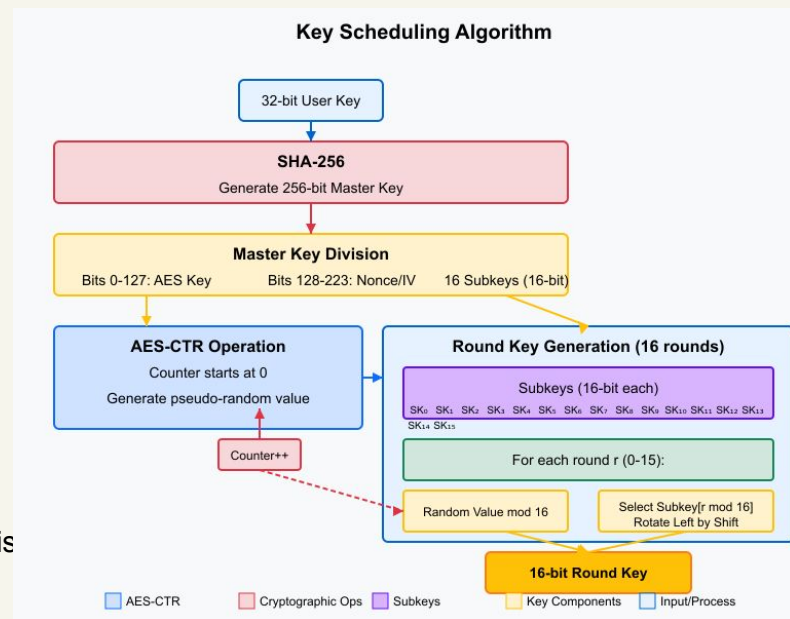 Key Scheduling Algorithm
32-bit User Key
SHA-256
Generate 256-bit Master Key
Master Key Division
Bits 0-127: AES Key
Bits 128-223: Nonce/IV
16 Subkeys (16-bit)
AES-CTR Operation
Counter starts at 0
Generate pseudo-random value
Counter++
Round Key Generation (16 rounds)
Subkeys (16-bit each)
SK₀ SK₁ SK₂ SK₃ SK₄ SK₅ SK₆ SK₇ SK₈ SK₉ SK₁₀ SK₁₁ SK₁₂ SK₁₃
SK₁₄ SK₁₅
For each round r (0-15):
Random Value mod 16
Select Subkey[r mod 16]
Rotate Left by Shift
is
16-bit Round Key
AES-CTR
Cryptographic Ops
Subkeys
Key Components
Input/Process